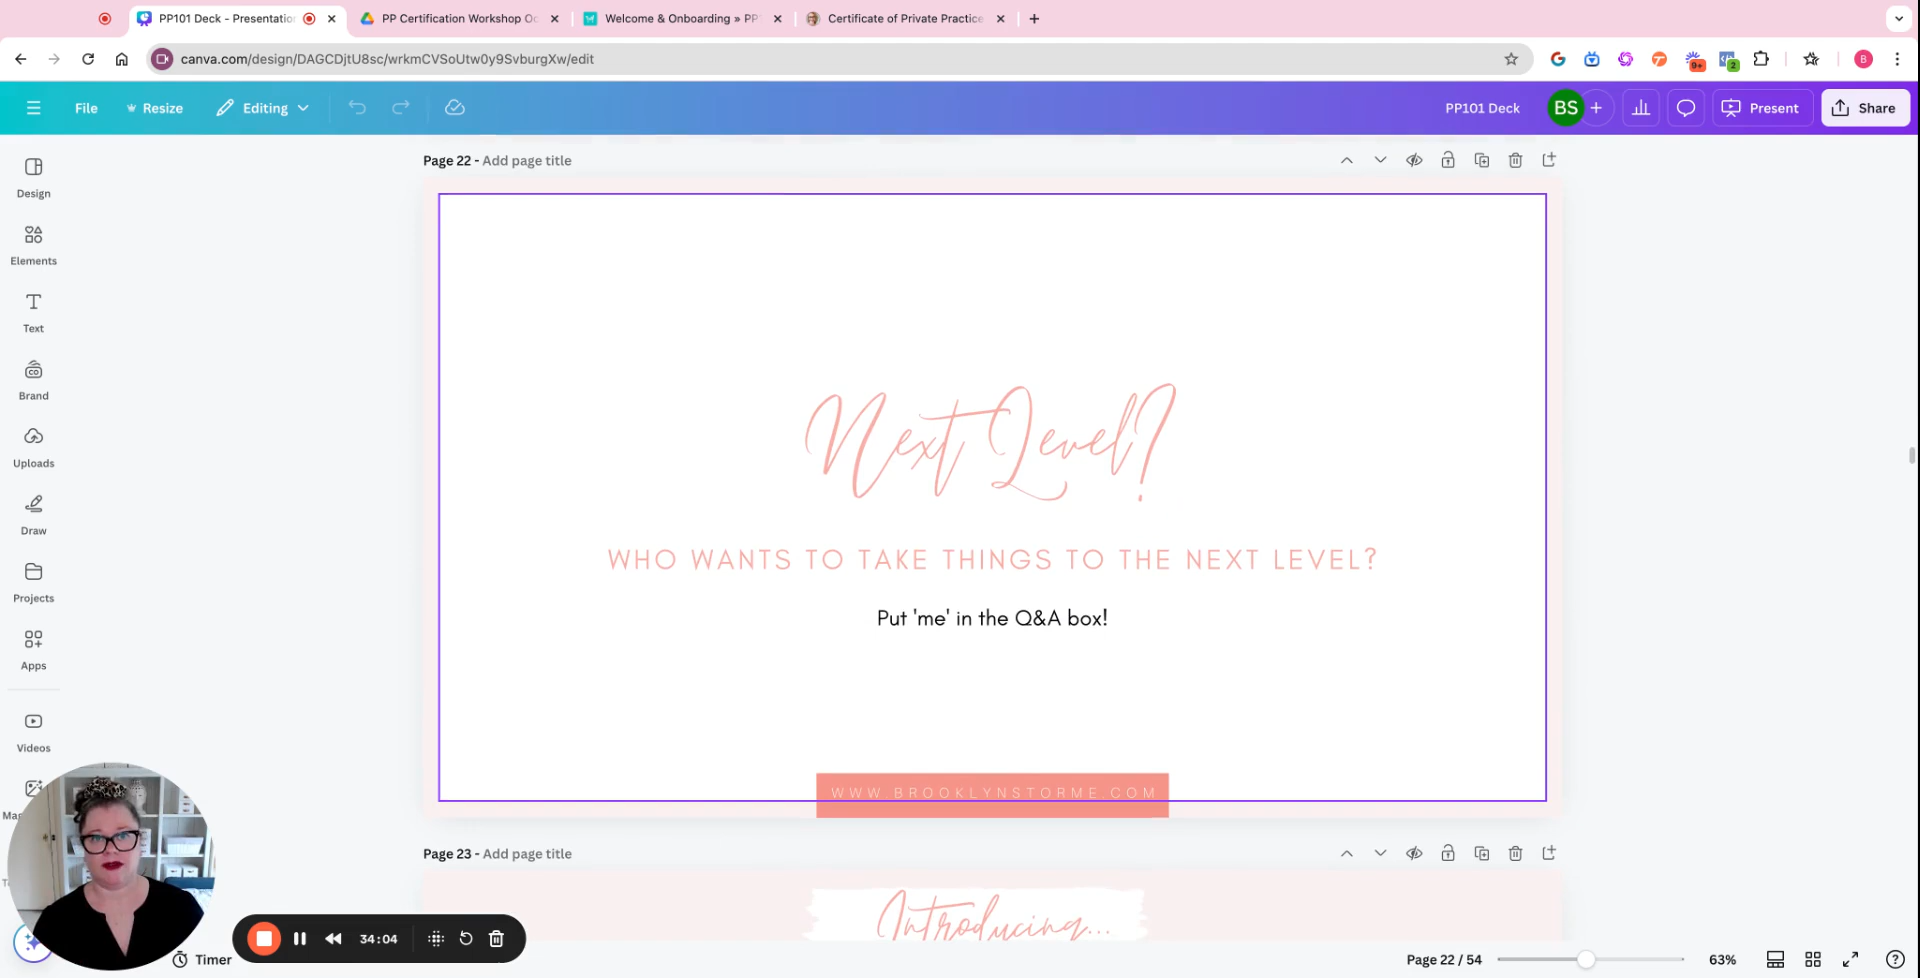 PP101 Deck - Presentation
PP Certification Workshop Oc
Welcome & Onboarding » PP
Certificate of Private Practice
canva.com/design/DAGCDjtU8sc/wrkmCVSoUtw0y9SvburgXw/edit
9+
2
B
File
Resize
Editing
PP101 Deck
BS
Present
Share
Page 22 - Add page title
Design
Elements
Text
Brand
Uploads
Draw
Projects
Apps
Videos
Next Level?
WHO WANTS TO TAKE THINGS TO THE NEXT LEVEL?
Put 'me' in the Q&A box!
WWW.BROOKLYNSTORME.COM
Page 23 - Add page title
Introducing...
34:04
Timer
Page 22 / 54
63%